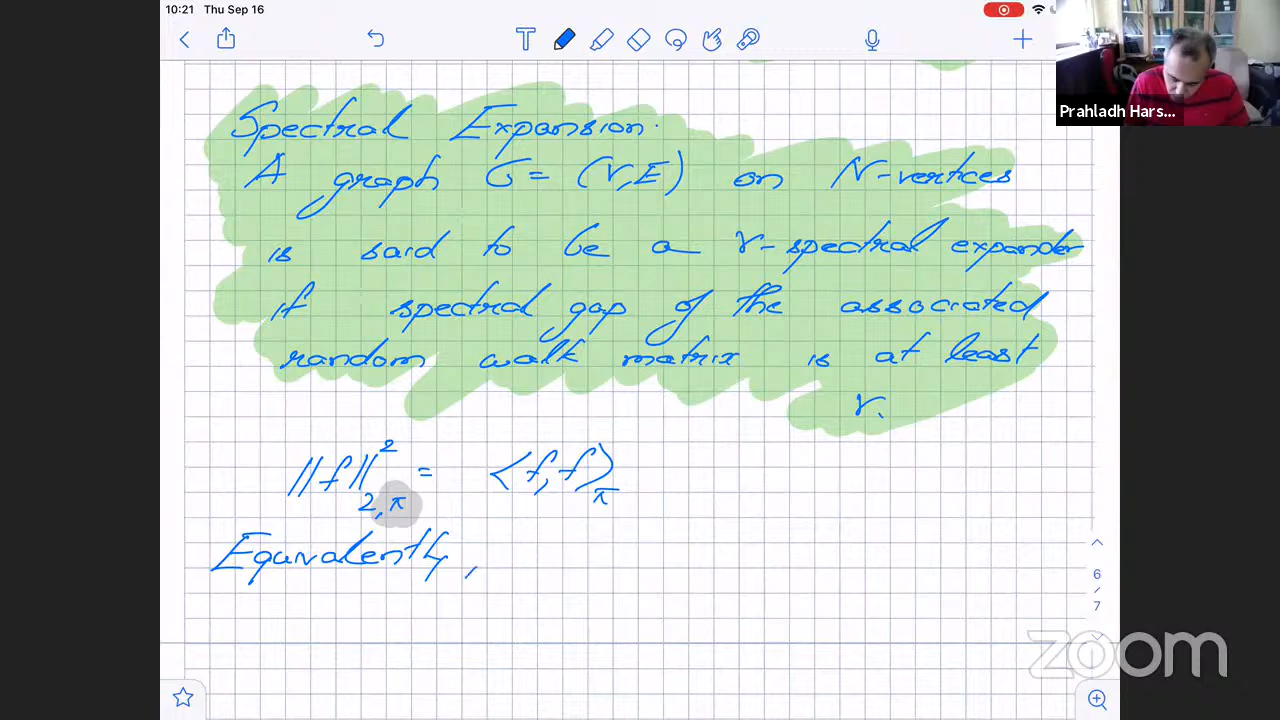 10:21 Thu Sep 16
Prahladh Hars...
Spectral Expansion.
A graph G = (V,E) on N-vertices
is said to be a γ-spectral expander
if spectral gap of the associated
random walk matrix is at least
γ.
||f||²_{2,π} = ⟨f,f⟩_π
Equivalently,
6
/
7
zoom